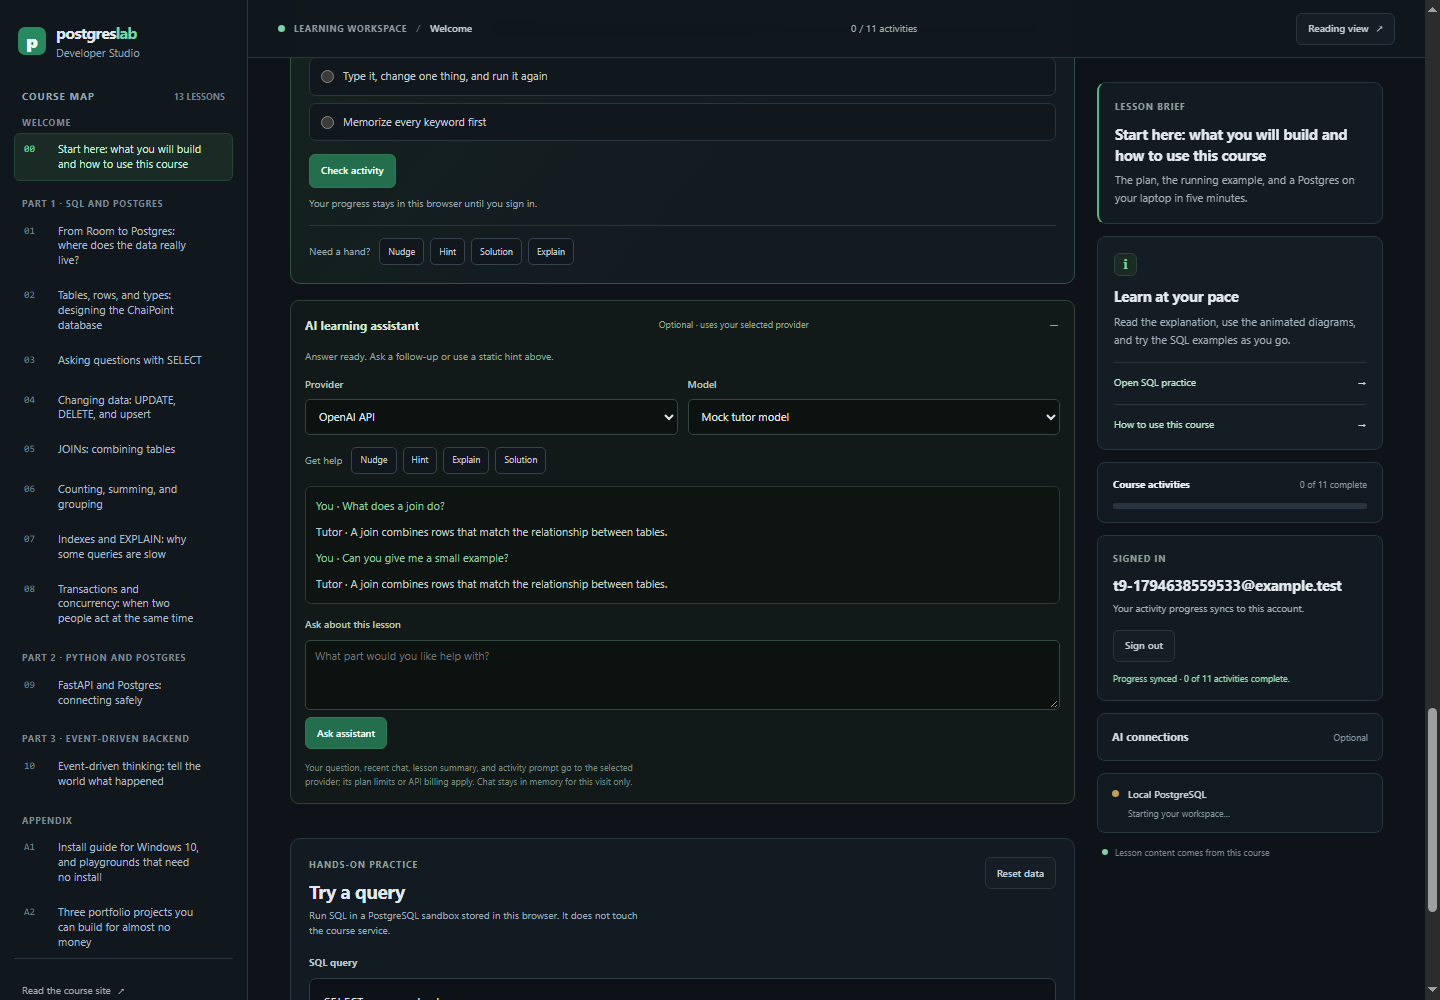 postgreslab
Developer Studio
COURSE MAP
13 LESSONS
WELCOME
00
Start here: what you will build
and how to use this course
PART 1 · SQL AND POSTGRES
01
From Room to Postgres:
where does the data really
live?
02
Tables, rows, and types:
designing the ChaiPoint
database
03
Asking questions with SELECT
04
Changing data: UPDATE,
DELETE, and upsert
05
JOINs: combining tables
06
Counting, summing, and
grouping
07
Indexes and EXPLAIN: why
some queries are slow
08
Transactions and
concurrency: when two
people act at the same time
PART 2 · PYTHON AND POSTGRES
09
FastAPI and Postgres:
connecting safely
PART 3 · EVENT-DRIVEN BACKEND
10
Event-driven thinking: tell the
world what happened
APPENDIX
A1
Install guide for Windows 10,
and playgrounds that need
no install
A2
Three portfolio projects you
can build for almost no
money
Read the course site ↗
LEARNING WORKSPACE / Welcome
0 / 11 activities
Reading view ↗
Type it, change one thing, and run it again
Memorize every keyword first
Check activity
Your progress stays in this browser until you sign in.
Need a hand?
Nudge
Hint
Solution
Explain
AI learning assistant
Optional · uses your selected provider
−
Answer ready. Ask a follow-up or use a static hint above.
Provider
Model
OpenAI API
Mock tutor model
Get help
Nudge
Hint
Explain
Solution
You · What does a join do?
Tutor · A join combines rows that match the relationship between tables.
You · Can you give me a small example?
Tutor · A join combines rows that match the relationship between tables.
Ask about this lesson
What part would you like help with?
Ask assistant
Your question, recent chat, lesson summary, and activity prompt go to the selected
provider; its plan limits or API billing apply. Chat stays in memory for this visit only.
HANDS-ON PRACTICE
Try a query
Run SQL in a PostgreSQL sandbox stored in this browser. It does not touch
the course service.
Reset data
SQL query
LESSON BRIEF
Start here: what you will build and
how to use this course
The plan, the running example, and a Postgres on
your laptop in five minutes.
i
Learn at your pace
Read the explanation, use the animated diagrams,
and try the SQL examples as you go.
Open SQL practice →
How to use this course →
Course activities
0 of 11 complete
SIGNED IN
t9-1794638559533@example.test
Your activity progress syncs to this account.
Sign out
Progress synced · 0 of 11 activities complete.
AI connections
Optional
Local PostgreSQL
Starting your workspace...
Lesson content comes from this course